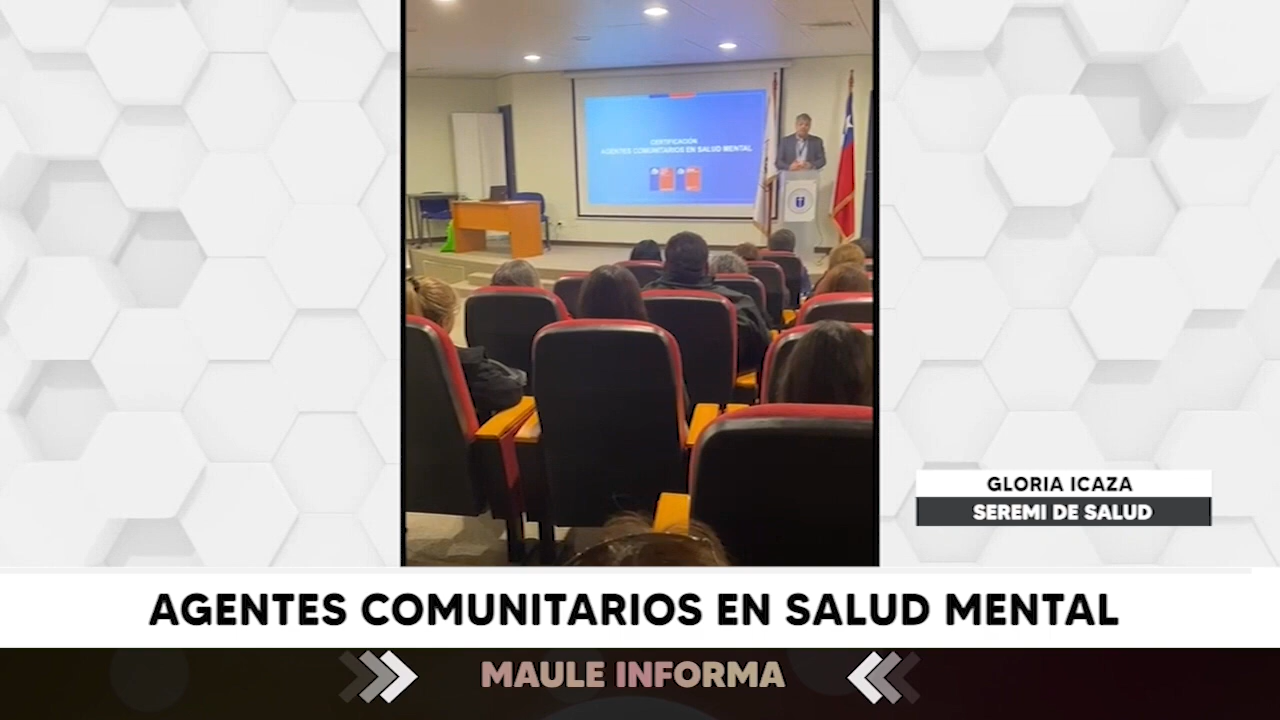 CERTIFICACIÓN
AGENTES COMUNITARIOS EN SALUD MENTAL
GLORIA ICAZA
SEREMI DE SALUD
AGENTES COMUNITARIOS EN SALUD MENTAL
MAULE INFORMA